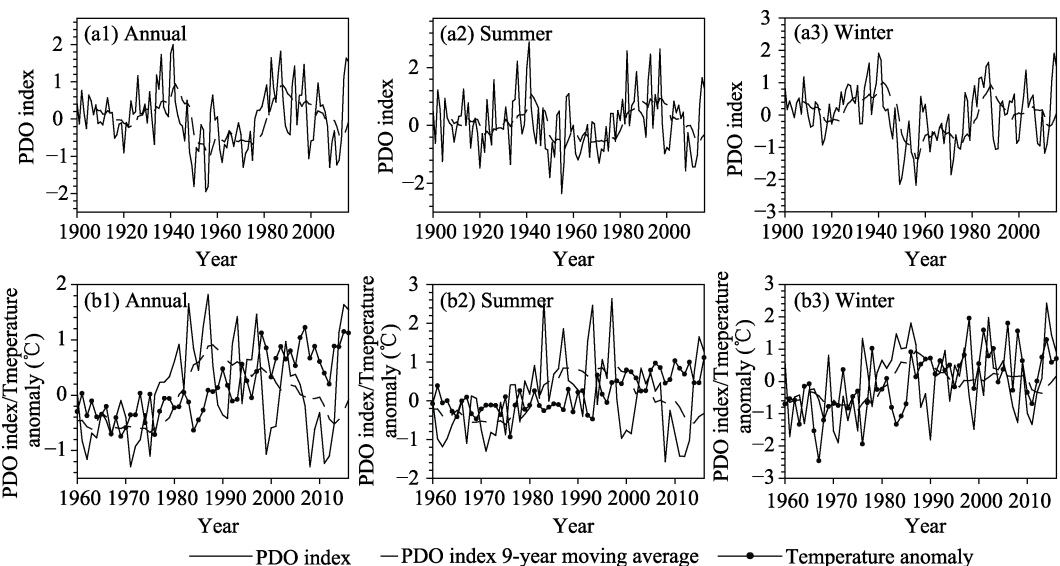 (a1) Annual
PDO index
2
1
0
−1
−2
1900 1920 1940 1960 1980 2000
Year
(a2) Summer
PDO index
2
0
−2
1900 1920 1940 1960 1980 2000
Year
(a3) Winter
PDO index
3
2
1
0
−1
−2
−3
1900 1920 1940 1960 1980 2000
Year
(b1) Annual
PDO index/Tmeperature
anomaly (℃)
2
1
0
−1
1960 1970 1980 1990 2000 2010
Year
(b2) Summer
PDO index/Tmeperature
anomaly (℃)
3
2
1
0
−1
−2
1960 1970 1980 1990 2000 2010
Year
(b3) Winter
PDO index/Tmeperature
anomaly (℃)
3
2
1
0
−1
−2
−3
1960 1970 1980 1990 2000 2010
Year
PDO index
PDO index 9-year moving average
Temperature anomaly